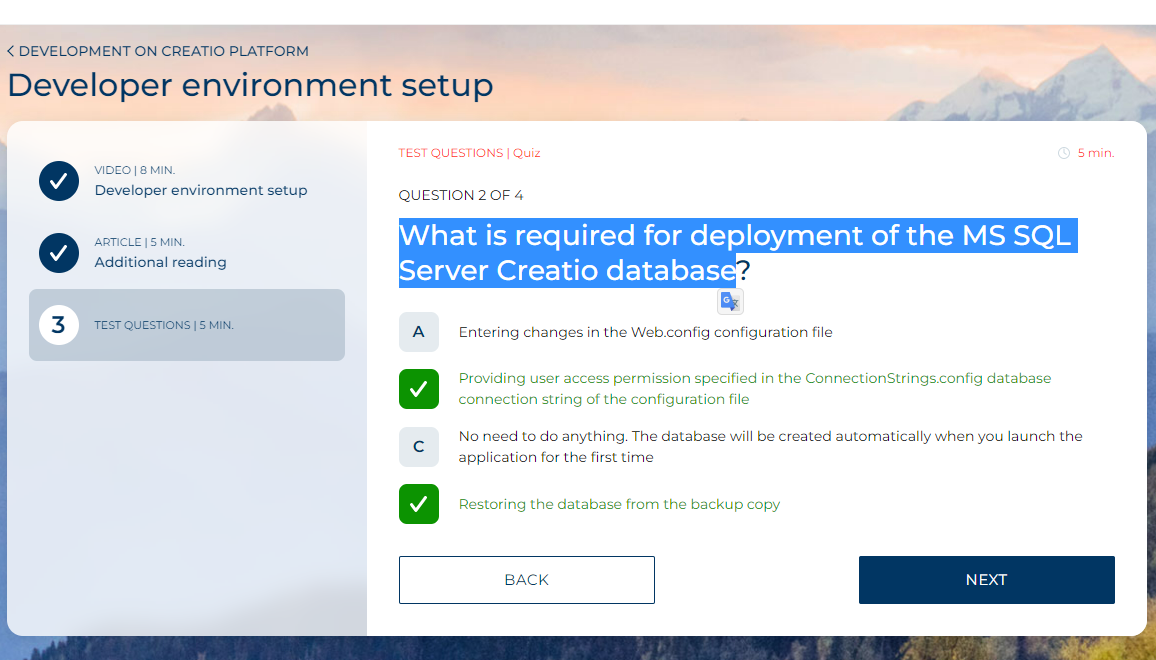 < DEVELOPMENT ON CREATIO PLATFORM
Developer environment setup
VIDEO | 8 MIN.
Developer environment setup
ARTICLE | 5 MIN.
Additional reading
3
TEST QUESTIONS | 5 MIN.
TEST QUESTIONS | Quiz
5 min.
QUESTION 2 OF 4
What is required for deployment of the MS SQL
Server Creatio database?
A
Entering changes in the Web.config configuration file
Providing user access permission specified in the ConnectionStrings.config database
connection string of the configuration file
C
No need to do anything. The database will be created automatically when you launch the
application for the first time
Restoring the database from the backup copy
BACK
NEXT